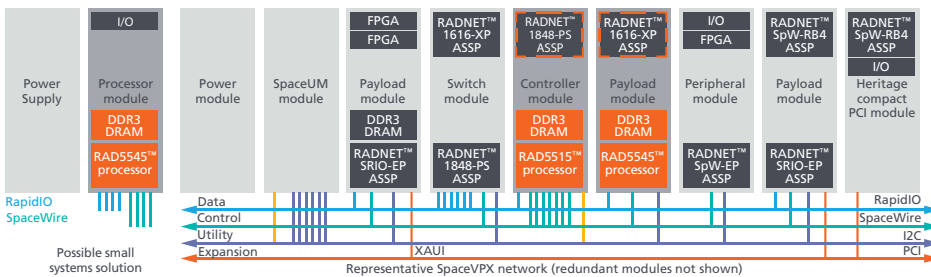 Power
Supply
I/O
Processor
module
DDR3
DRAM
RAD5545™
processor
RapidIO
SpaceWire
Possible small
systems solution
Power
module
SpaceUM
module
FPGA
FPGA
Payload
module
DDR3
DRAM
RADNET™
SRIO-EP
ASSP
RADNET™
1616-XP
ASSP
Switch
module
RADNET™
1848-PS
ASSP
RADNET™
1848-PS
ASSP
Controller
module
DDR3
DRAM
RAD5515™
processor
RADNET™
1616-XP
ASSP
Payload
module
DDR3
DRAM
RAD5545™
processor
I/O
FPGA
Peripheral
module
RADNET™
SpW-EP
ASSP
RADNET™
SpW-RB4
ASSP
Payload
module
RADNET™
SRIO-EP
ASSP
RADNET™
SpW-RB4
ASSP
I/O
Heritage
compact
PCI module
Data
RapidIO
Control
SpaceWire
Utility
I2C
Expansion
XAUI
PCI
Representative SpaceVPX network (redundant modules not shown)